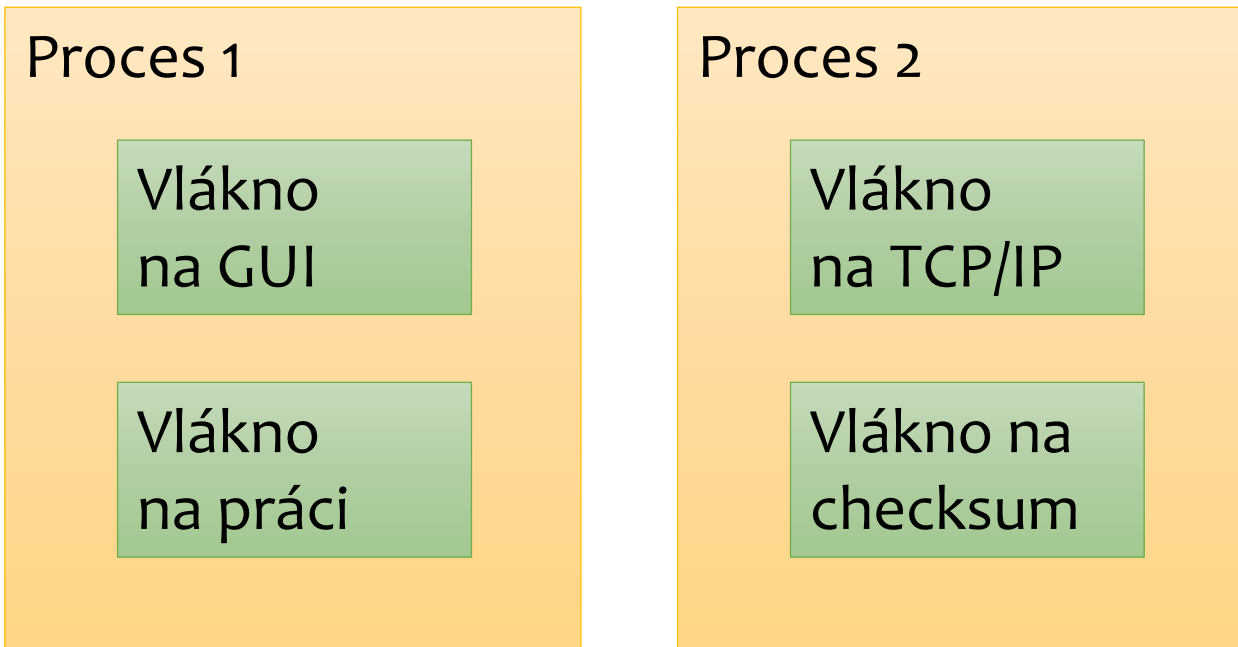 Proces 1
Vlákno
na GUI
Vlákno
na práci
Proces 2
Vlákno
na TCP/IP
Vlákno na
checksum